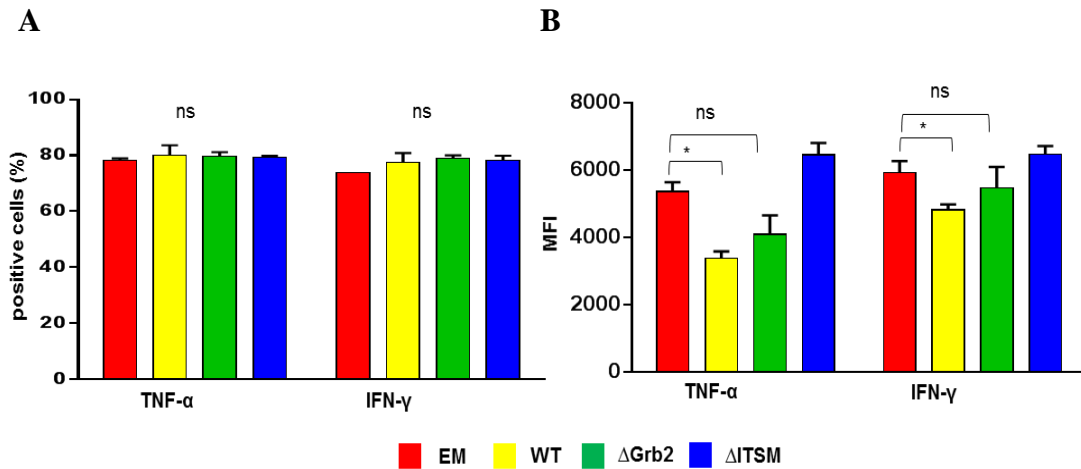 A
B
100
80
60
40
20
0
positive cells (%)
ns
ns
TNF-α
IFN-γ
8000
6000
4000
2000
0
MFI
ns
*
ns
*
TNF-α
IFN-γ
EM WT ΔGrb2 ΔITSM